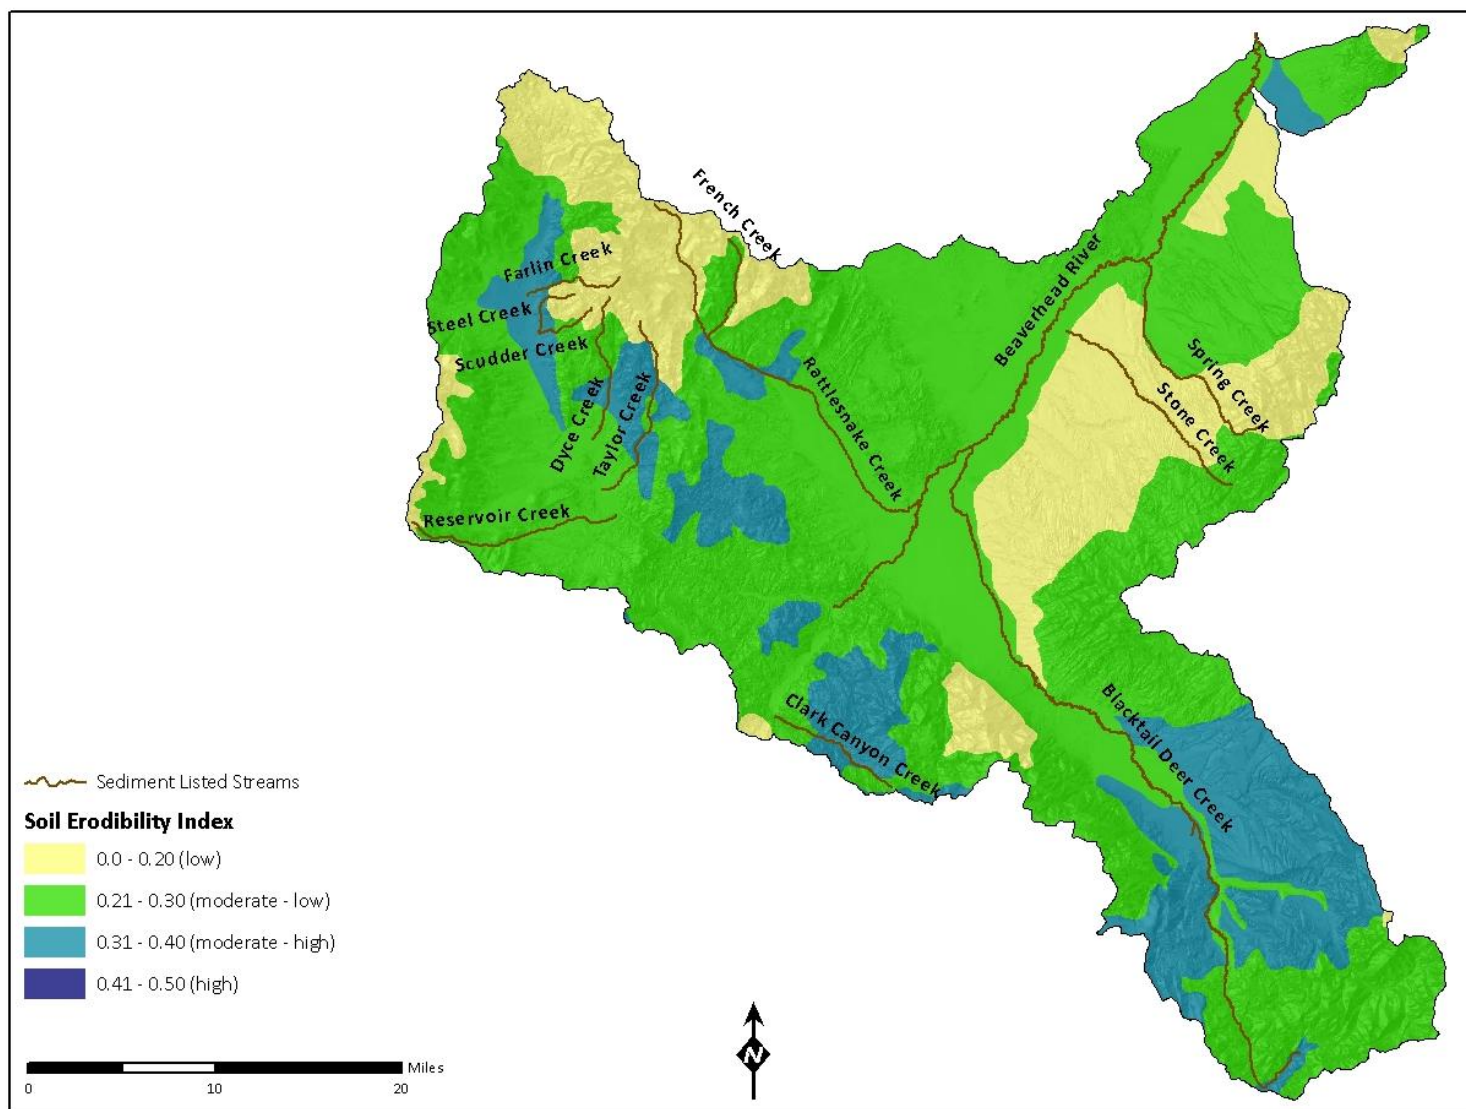 French Creek
Farlin Creek
Steel Creek
Scudder Creek
Dyce Creek
Taylor Creek
Reservoir Creek
Rattlesnake Creek
Beaverhead River
Spring Creek
Stone Creek
Clark Canyon Creek
Blacktail Deer Creek
Sediment Listed Streams
Soil Erodibility Index
0.0 - 0.20 (low)
0.21 - 0.30 (moderate - low)
0.31 - 0.40 (moderate - high)
0.41 - 0.50 (high)
Miles
0 10 20
N